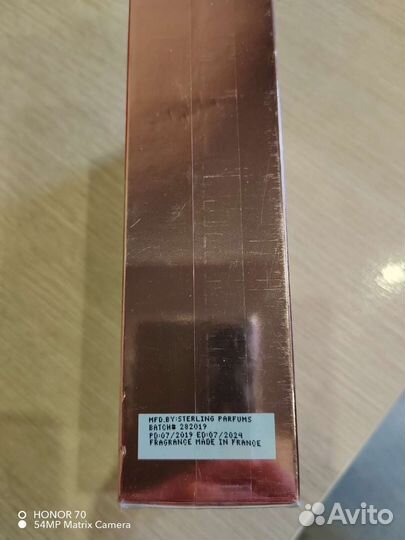 MFD.BY:STERLING PARFUMS
BATCH# 282019
PD:07/2019 ED:07/2024
FRAGRANCE MADE IN FRANCE
HONOR 70
54MP Matrix Camera
Avito